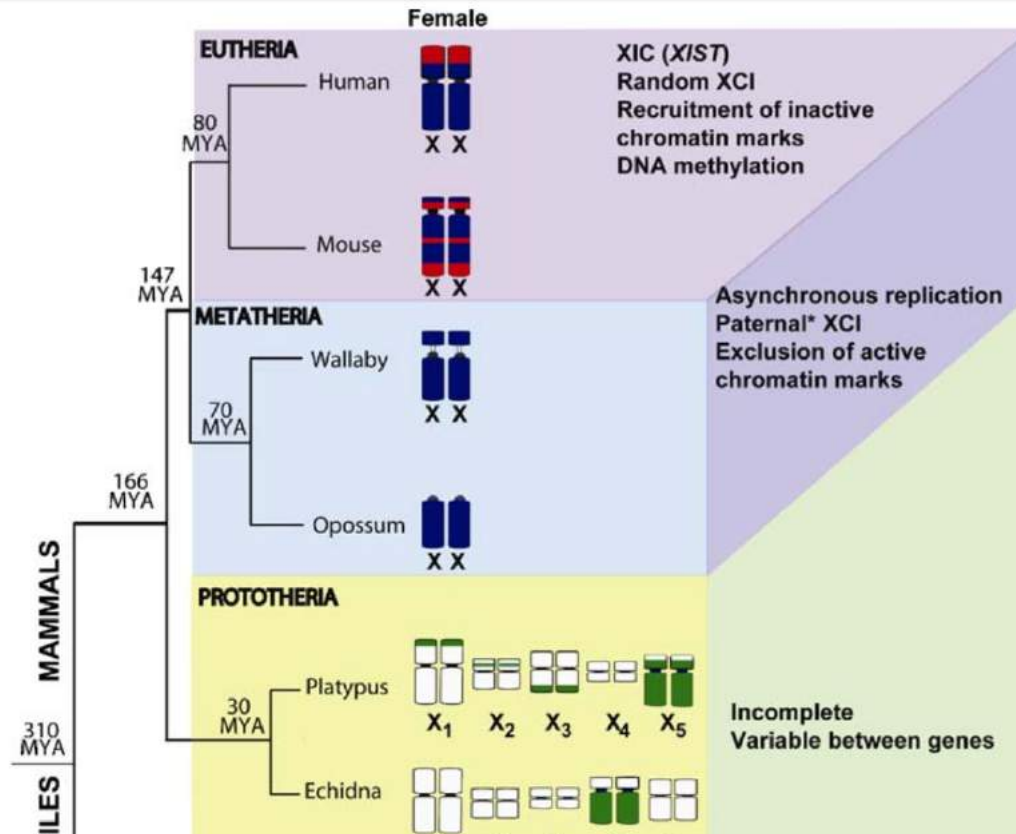 Female
EUTHERIA
XIC (XIST)
Random XCI
Recruitment of inactive
chromatin marks
DNA methylation
Human
80
MYA
X X
Mouse
X X
147
MYA
METATHERIA
Asynchronous replication
Paternal* XCI
Exclusion of active
chromatin marks
Wallaby
X X
70
MYA
166
MYA
Opossum
X X
MAMMALS
PROTOTHERIA
Platypus
X1 X2 X3 X4 X5
30
MYA
Incomplete
Variable between genes
310
MYA
Echidna
ILES